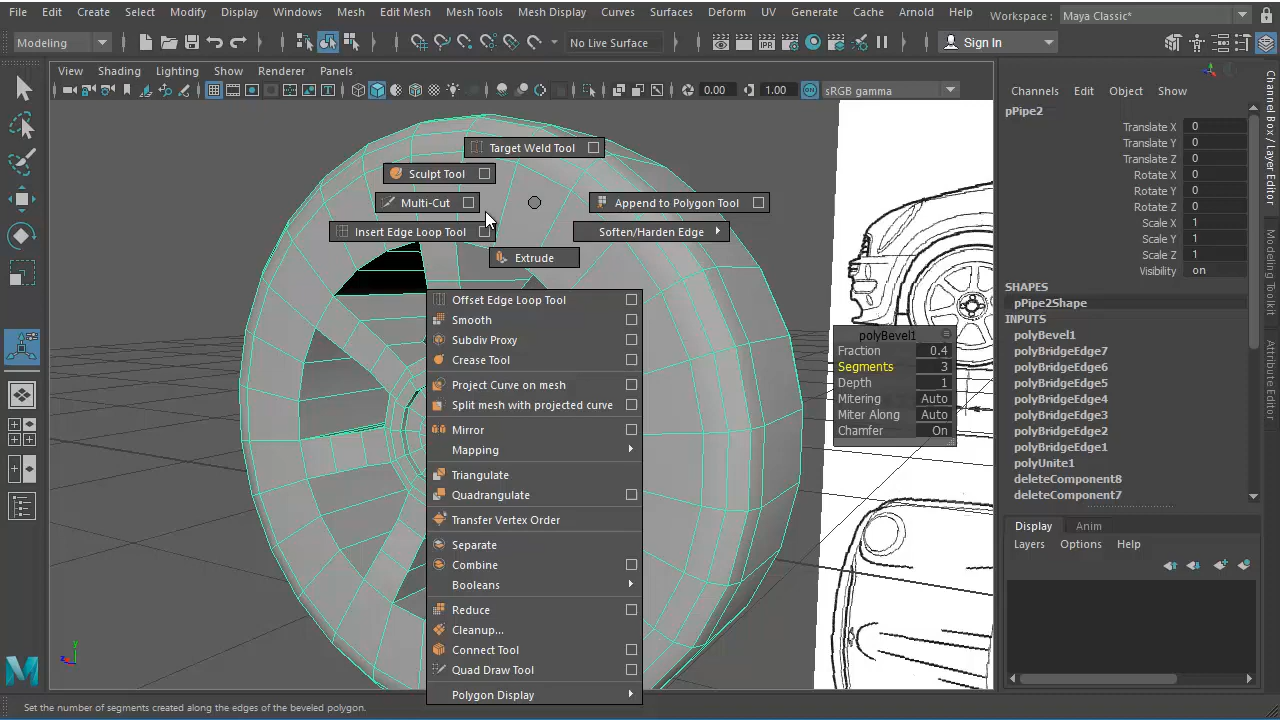 File Edit Create Select Modify Display Windows Mesh Edit Mesh Mesh Tools Mesh Display Curves Surfaces Deform UV Generate Cache Arnold Help Workspace : Maya Classic*
Modeling No Live Surface Sign In
View Shading Lighting Show Renderer Panels
0.00 1.00 sRGB gamma
Channels Edit Object Show
pPipe2
Translate X 0
Translate Y 0
Translate Z 0
Rotate X 0
Rotate Y 0
Rotate Z 0
Scale X 1
Scale Y 1
Scale Z 1
Visibility on
SHAPES
pPipe2Shape
INPUTS
polyBevel1
polyBridgeEdge7
polyBridgeEdge6
polyBridgeEdge5
polyBridgeEdge4
polyBridgeEdge3
polyBridgeEdge2
polyBridgeEdge1
polyUnite1
deleteComponent8
deleteComponent7
Display Anim
Layers Options Help
Channel Box / Layer Editor
Modeling Toolkit
Attribute Editor
Target Weld Tool
Sculpt Tool
Multi-Cut Append to Polygon Tool
Insert Edge Loop Tool Soften/Harden Edge
Extrude
Offset Edge Loop Tool
Smooth
Subdiv Proxy
Crease Tool
Project Curve on mesh
Split mesh with projected curve
Mirror
Mapping
Triangulate
Quadrangulate
Transfer Vertex Order
Separate
Combine
Booleans
Reduce
Cleanup...
Connect Tool
Quad Draw Tool
Polygon Display
polyBevel1
Fraction 0.4
Segments 3
Depth 1
Mitering Auto
Miter Along Auto
Chamfer On
y
z
Set the number of segments created along the edges of the beveled polygon.